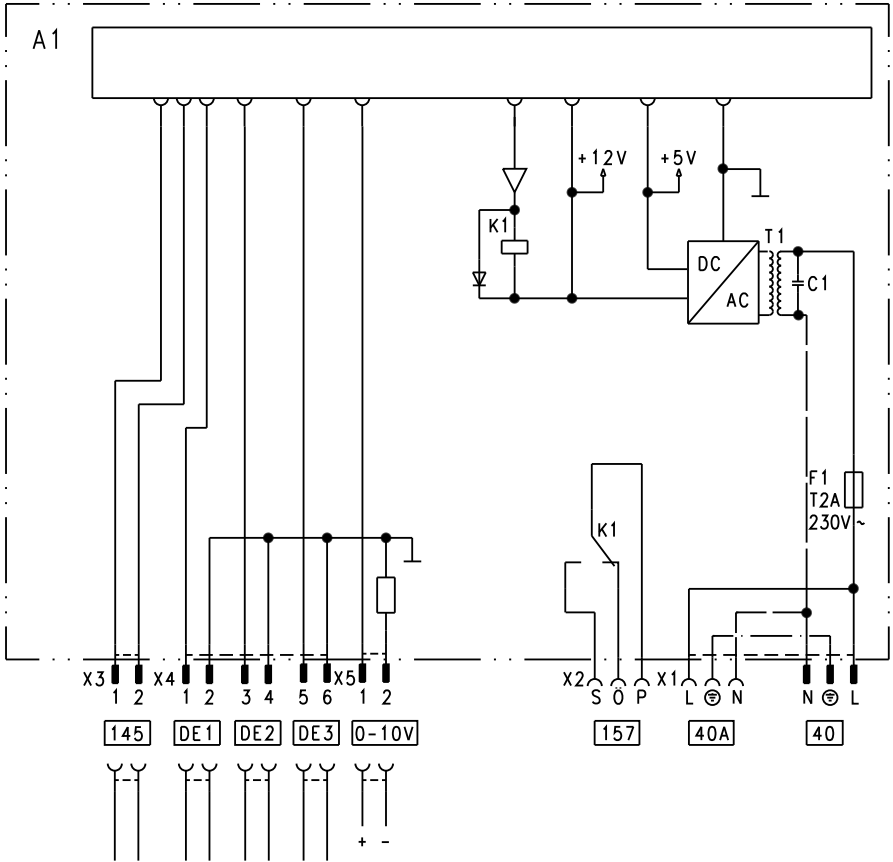 A1
+12V +5V
K1
T1
DC
AC
C1
F1
T2A
230V~
K1
X3 X4 X5 X2 X1
1 2 1 2 3 4 5 6 1 2 S Ö P L N N L
145 DE1 DE2 DE3 0-10V 157 40A 40
+ -